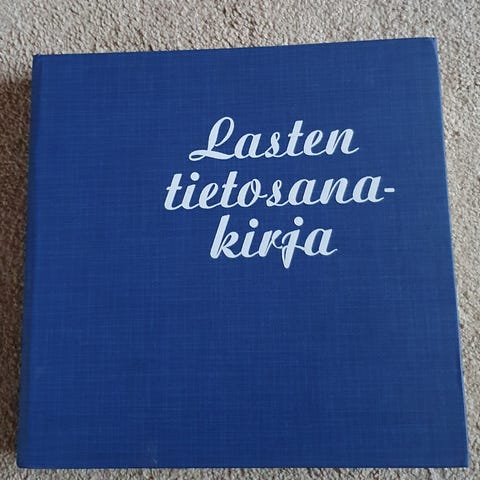 Lasten
tietosana-
kirja